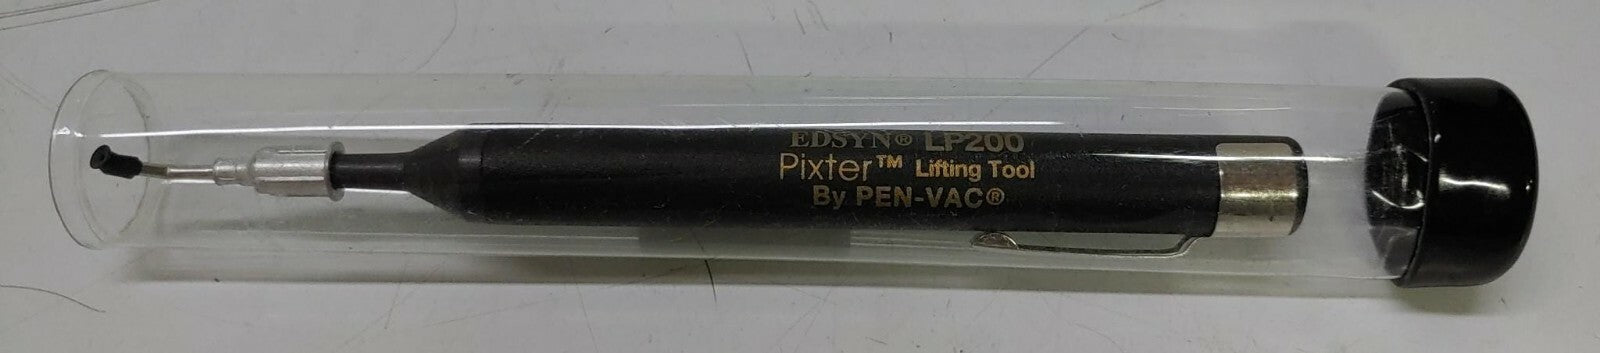 EDSYN® LP200
Pixter™ Lifting Tool
By PEN-VAC®